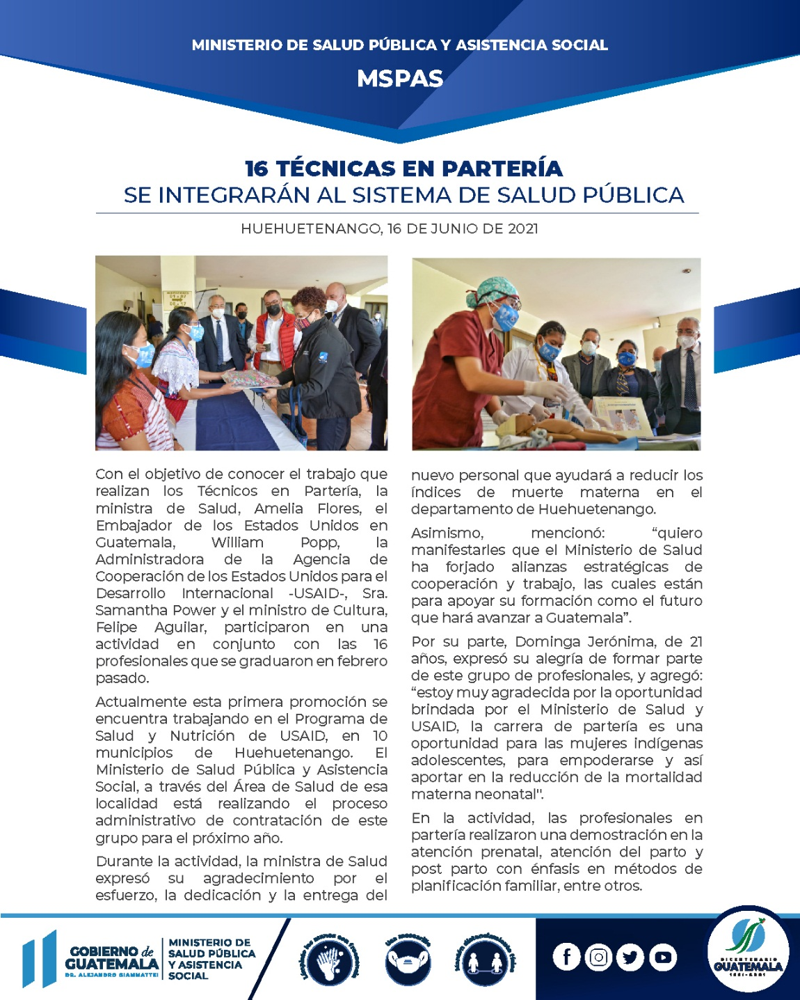 MINISTERIO DE SALUD PÚBLICA Y ASISTENCIA SOCIAL
MSPAS
16 TÉCNICAS EN PARTERÍA
SE INTEGRARÁN AL SISTEMA DE SALUD PÚBLICA
HUEHUETENANGO, 16 DE JUNIO DE 2021
Con el objetivo de conocer el trabajo que
realizan los Técnicos en Partería, la
ministra de Salud, Amelia Flores, el
Embajador de los Estados Unidos en
Guatemala, William Popp, la
Administradora de la Agencia de
Cooperación de los Estados Unidos para el
Desarrollo Internacional -USAID-, Sra.
Samantha Power y el ministro de Cultura,
Felipe Aguilar, participaron en una
actividad en conjunto con las 16
profesionales que se graduaron en febrero
pasado.
Actualmente esta primera promoción se
encuentra trabajando en el Programa de
Salud y Nutrición de USAID, en 10
municipios de Huehuetenango. El
Ministerio de Salud Pública y Asistencia
Social, a través del Área de Salud de esa
localidad está realizando el proceso
administrativo de contratación de este
grupo para el próximo año.
Durante la actividad, la ministra de Salud
expresó su agradecimiento por el
esfuerzo, la dedicación y la entrega del
nuevo personal que ayudará a reducir los
índices de muerte materna en el
departamento de Huehuetenango.
Asimismo, mencionó: “quiero
manifestarles que el Ministerio de Salud
ha forjado alianzas estratégicas de
cooperación y trabajo, las cuales están
para apoyar su formación como el futuro
que hará avanzar a Guatemala”.
Por su parte, Dominga Jerónima, de 21
años, expresó su alegría de formar parte
de este grupo de profesionales, y agregó:
“estoy muy agradecida por la oportunidad
brindada por el Ministerio de Salud y
USAID, la carrera de partería es una
oportunidad para las mujeres indígenas
adolescentes, para empoderarse y así
aportar en la reducción de la mortalidad
materna neonatal".
En la actividad, las profesionales en
partería realizaron una demostración en la
atención prenatal, atención del parto y
post parto con énfasis en métodos de
planificación familiar, entre otros.
GOBIERNO de
GUATEMALA
DR. ALEJANDRO GIAMMATTEI
MINISTERIO DE
SALUD PÚBLICA
Y ASISTENCIA
SOCIAL
Usa mascarilla
BICENTENARIO
GUATEMALA
1821-2021